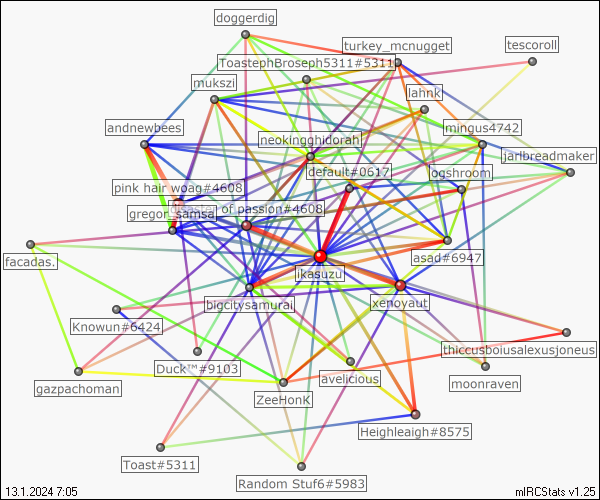 doggerdig
turkey_mcnugget
tescoroll
ToastephBroseph5311#5311
mukszi
lahnk
andnewbees
mingus4742
neokingghidorah
jarlbreadmaker
default#0617
ogshroom
pink hair woag#4608
of passion#4608
gregor_samsa
facadas.
asad#6947
ikasuzu
bigcitysamurai
xenoyaut
Knowun#6424
thiccusboiusalexusjoneus
Duck™#9103
avelicious
moonraven
gazpachoman
ZeeHonK
Heighleaigh#8575
Toast#5311
Random Stuf6#5983
13.1.2024 7:05
mIRCStats v1.25